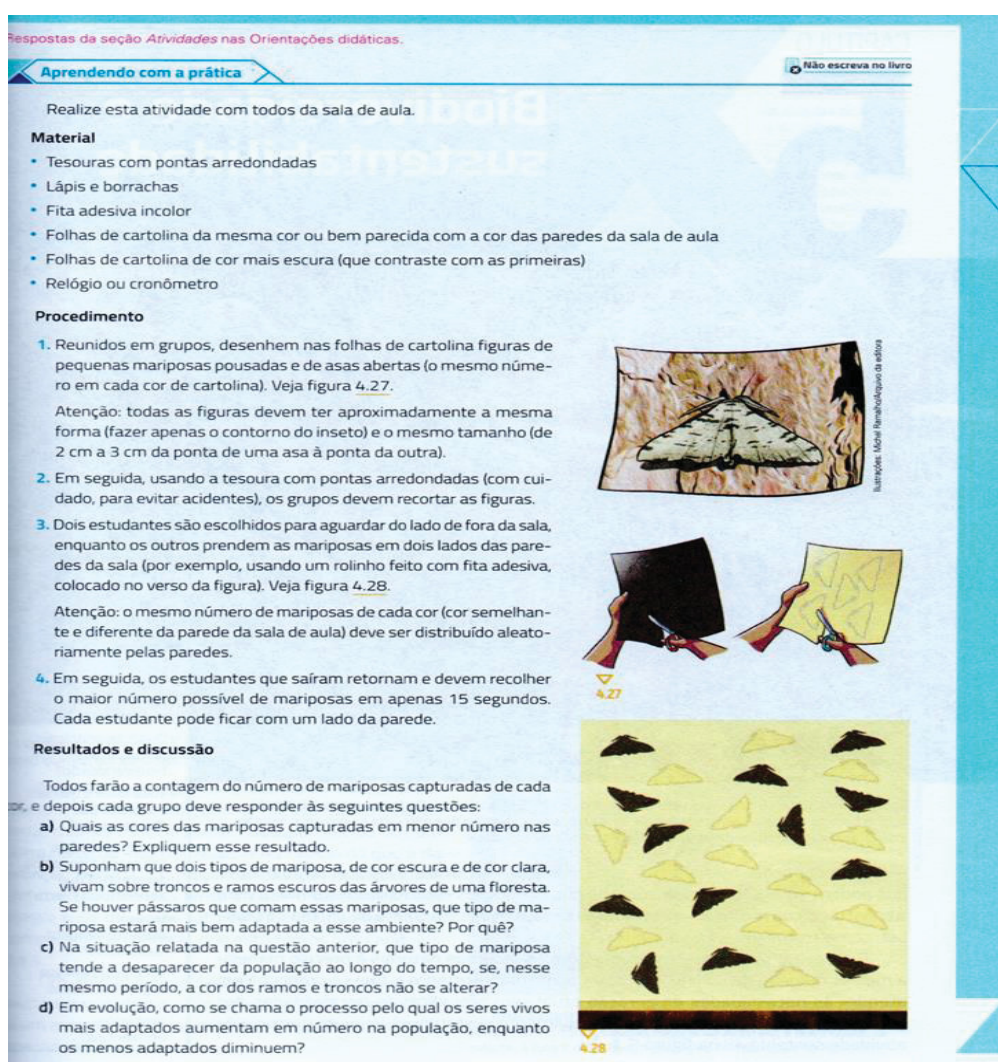 Respostas da seção Atividades nas Orientações didáticas.
Aprendendo com a prática
Não escreva no livro
Realize esta atividade com todos da sala de aula.
Material
• Tesouras com pontas arredondadas
• Lápis e borrachas
• Fita adesiva incolor
• Folhas de cartolina da mesma cor ou bem parecida com a cor das paredes da sala de aula
• Folhas de cartolina de cor mais escura (que contraste com as primeiras)
• Relógio ou cronômetro
Procedimento
1. Reunidos em grupos, desenhem nas folhas de cartolina figuras de
pequenas mariposas pousadas e de asas abertas (o mesmo núme-
ro em cada cor de cartolina). Veja figura 4.27.
Atenção: todas as figuras devem ter aproximadamente a mesma
forma (fazer apenas o contorno do inseto) e o mesmo tamanho (de
2 cm a 3 cm da ponta de uma asa à ponta da outra).
2. Em seguida, usando a tesoura com pontas arredondadas (com cui-
dado, para evitar acidentes), os grupos devem recortar as figuras.
3. Dois estudantes são escolhidos para aguardar do lado de fora da sala,
enquanto os outros prendem as mariposas em dois lados das pare-
des da sala (por exemplo, usando um rolinho feito com fita adesiva,
colocado no verso da figura). Veja figura 4.28.
Atenção: o mesmo número de mariposas de cada cor (cor semelhan-
te e diferente da parede da sala de aula) deve ser distribuído aleato-
riamente pelas paredes.
4. Em seguida, os estudantes que saíram retornam e devem recolher
o maior número possível de mariposas em apenas 15 segundos.
Cada estudante pode ficar com um lado da parede.
Ilustrações: Michel Ramalho/Arquivo da editora
4.27
Resultados e discussão
Todos farão a contagem do número de mariposas capturadas de cada
cor, e depois cada grupo deve responder às seguintes questões:
a) Quais as cores das mariposas capturadas em menor número nas
paredes? Expliquem esse resultado.
b) Suponham que dois tipos de mariposa, de cor escura e de cor clara,
vivam sobre troncos e ramos escuros das árvores de uma floresta.
Se houver pássaros que comam essas mariposas, que tipo de ma-
riposa estará mais bem adaptada a esse ambiente? Por quê?
c) Na situação relatada na questão anterior, que tipo de mariposa
tende a desaparecer da população ao longo do tempo, se, nesse
mesmo período, a cor dos ramos e troncos não se alterar?
d) Em evolução, como se chama o processo pelo qual os seres vivos
mais adaptados aumentam em número na população, enquanto
os menos adaptados diminuem?
4.28